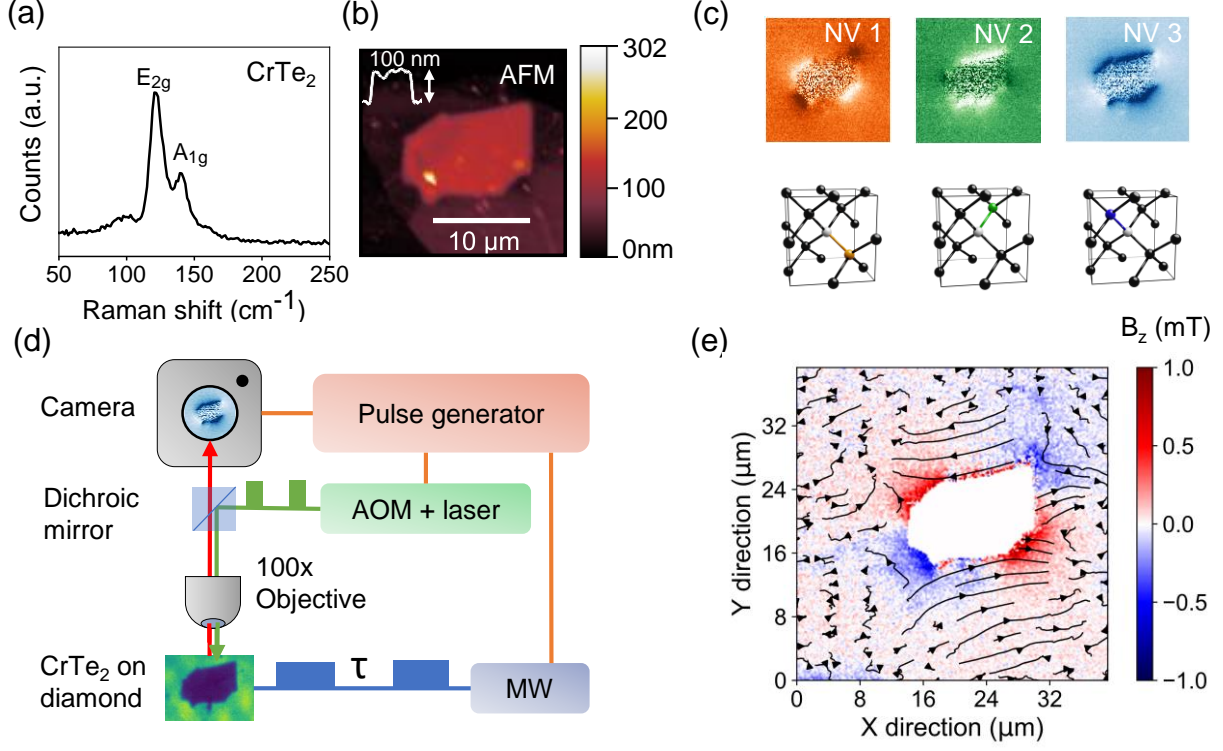 (a)
CrTe₂
E₂g
A₁g
Counts (a.u.)
50 100 150 200 250
Raman shift (cm⁻¹)
(b)
100 nm
AFM
10 µm
302
200
100
0nm
(c)
NV 1
NV 2
NV 3
(d)
Camera
Pulse generator
Dichroic
mirror
AOM + laser
100x
Objective
CrTe₂ on
diamond
τ
MW
(e)
B_z (mT)
Y direction (µm)
32
24
16
8
0
0 8 16 24 32
X direction (µm)
1.0
0.5
0.0
−0.5
−1.0